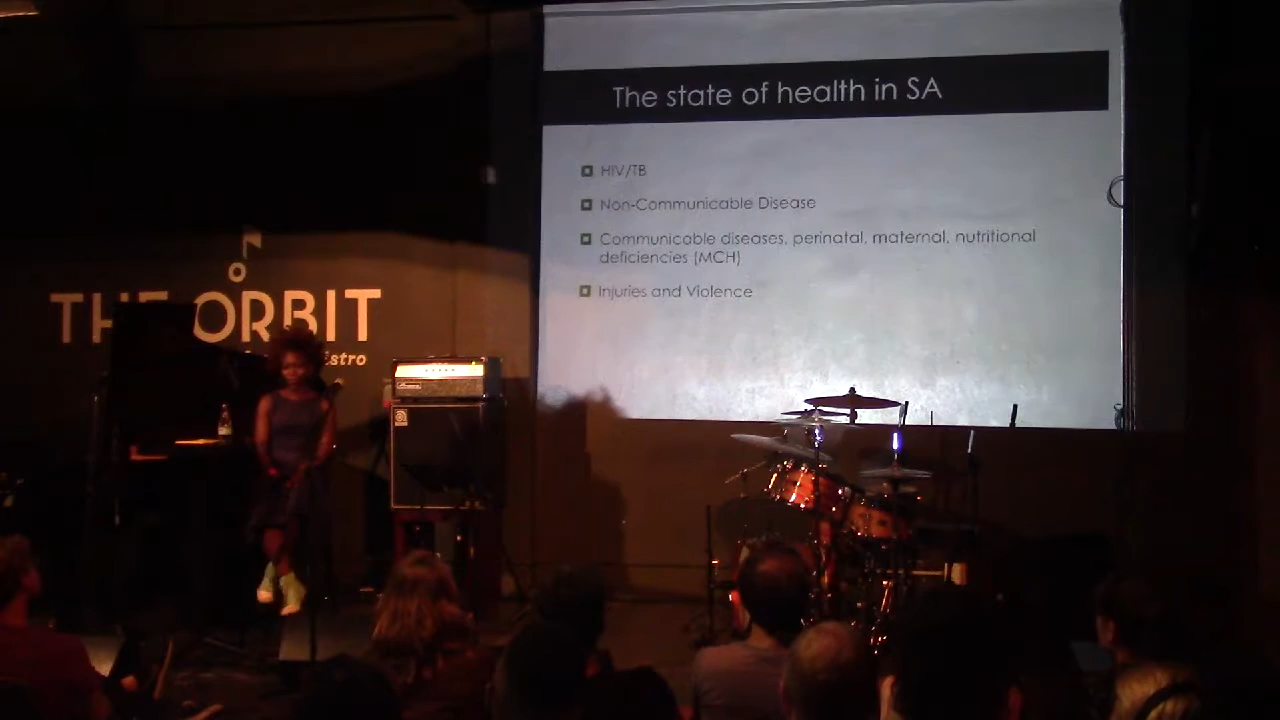 The state of health in SA
HIV/TB
Non-Communicable Disease
Communicable diseases, perinatal, maternal, nutritional
deficiencies (MCH)
Injuries and Violence
THE ORBIT